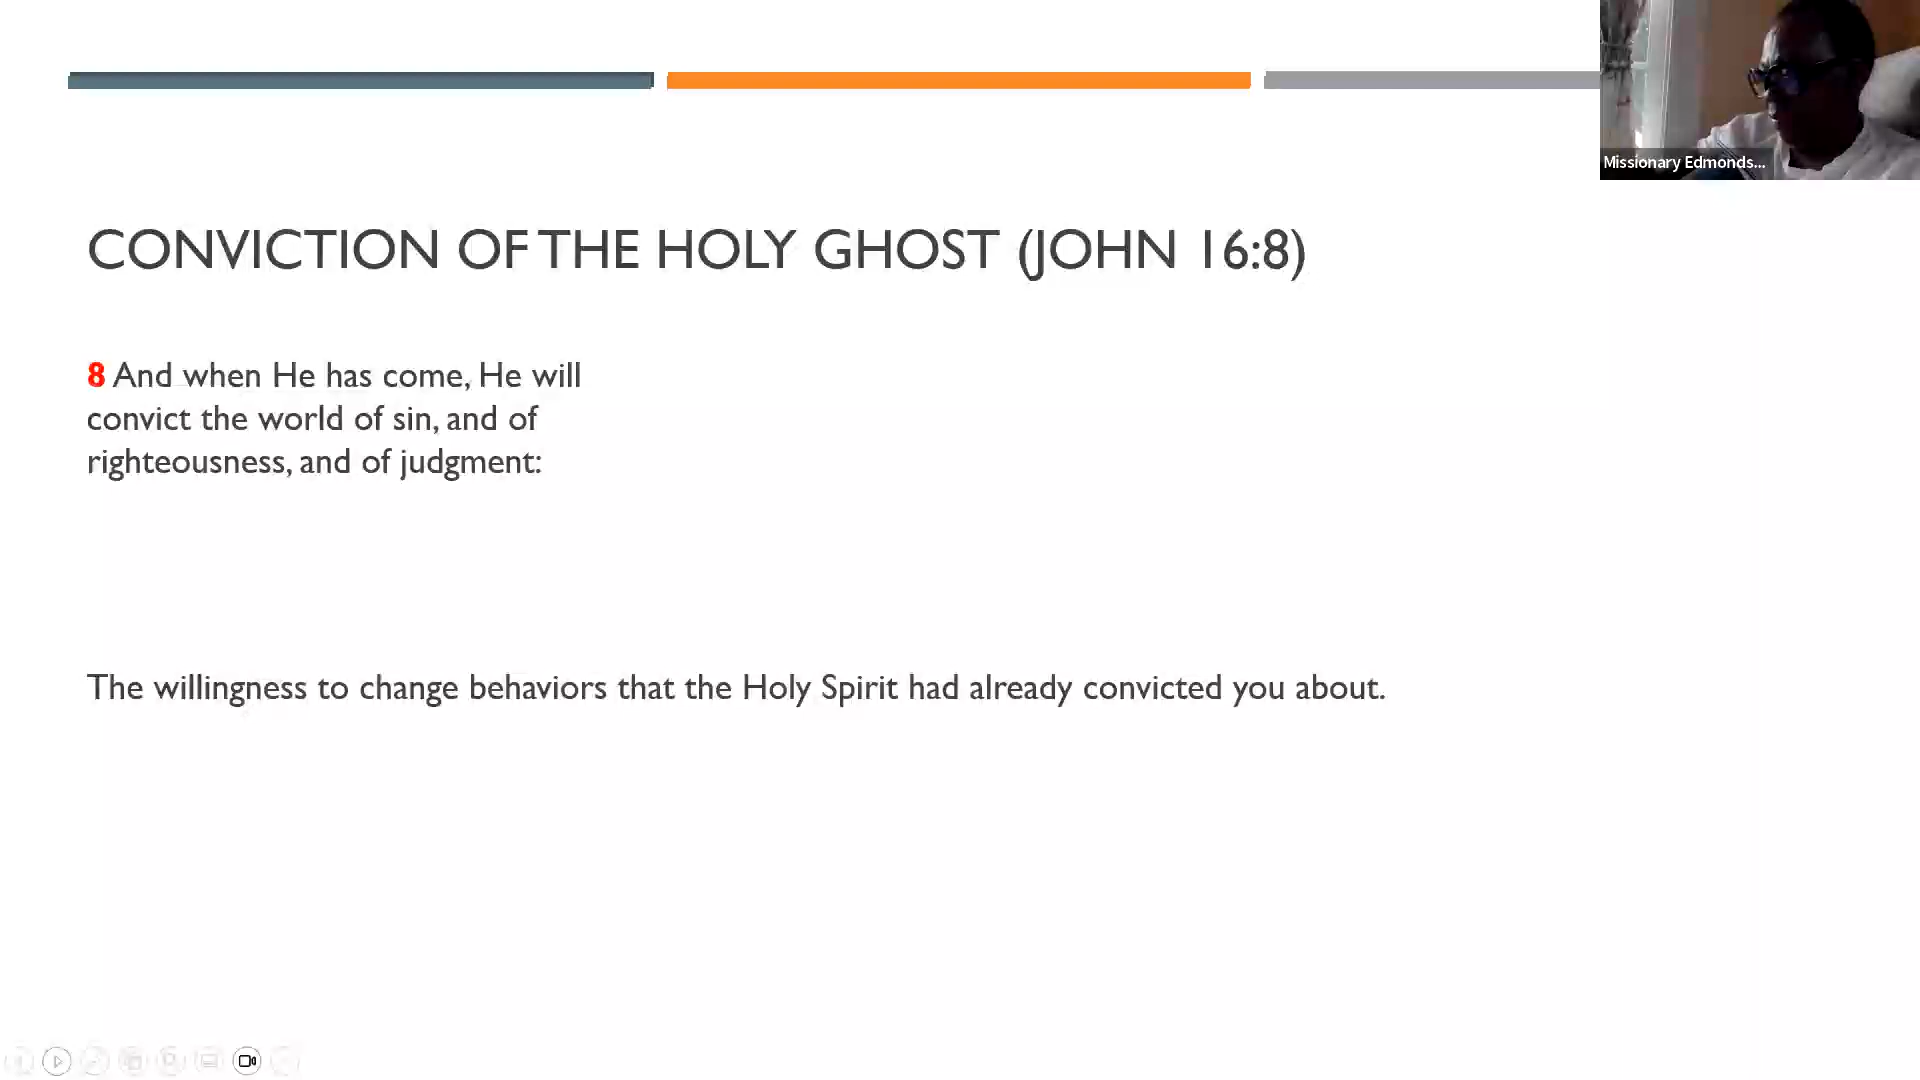 Missionary Edmonds...
CONVICTION OF THE HOLY GHOST (JOHN 16:8)
8 And when He has come, He will
convict the world of sin, and of
righteousness, and of judgment:
The willingness to change behaviors that the Holy Spirit had already convicted you about.